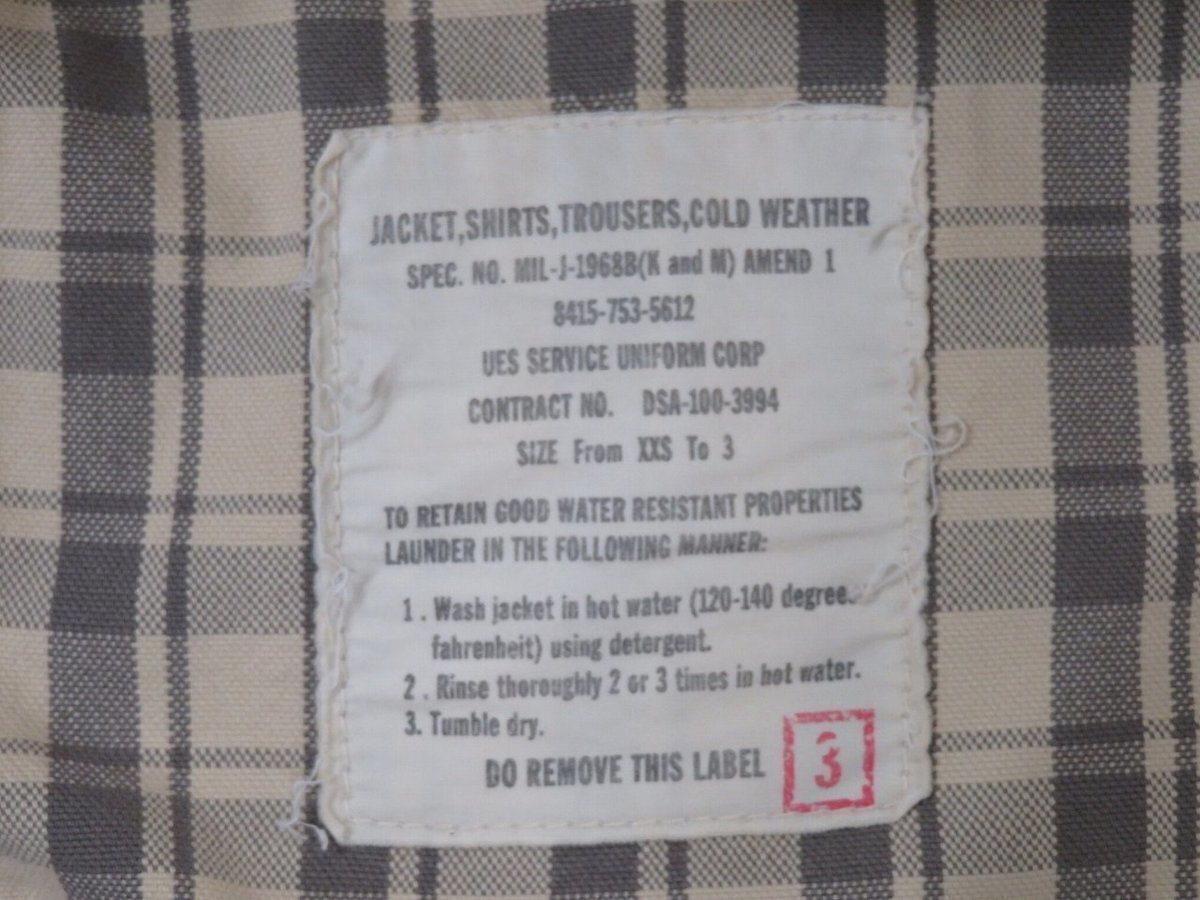 JACKET,SHIRTS,TROUSERS,COLD WEATHER
SPEC. NO. MIL-J-1968B(K and M) AMEND 1
8415-753-5612
UES SERVICE UNIFORM CORP
CONTRACT NO. DSA-100-3994
SIZE From XXS To 3
TO RETAIN GOOD WATER RESISTANT PROPERTIES
LAUNDER IN THE FOLLOWING MANNER:
1 . Wash jacket in hot water (120-140 degree.
fahrenheit) using detergent.
2 . Rinse thoroughly 2 or 3 times in hot water.
3. Tumble dry.
DO REMOVE THIS LABEL
3